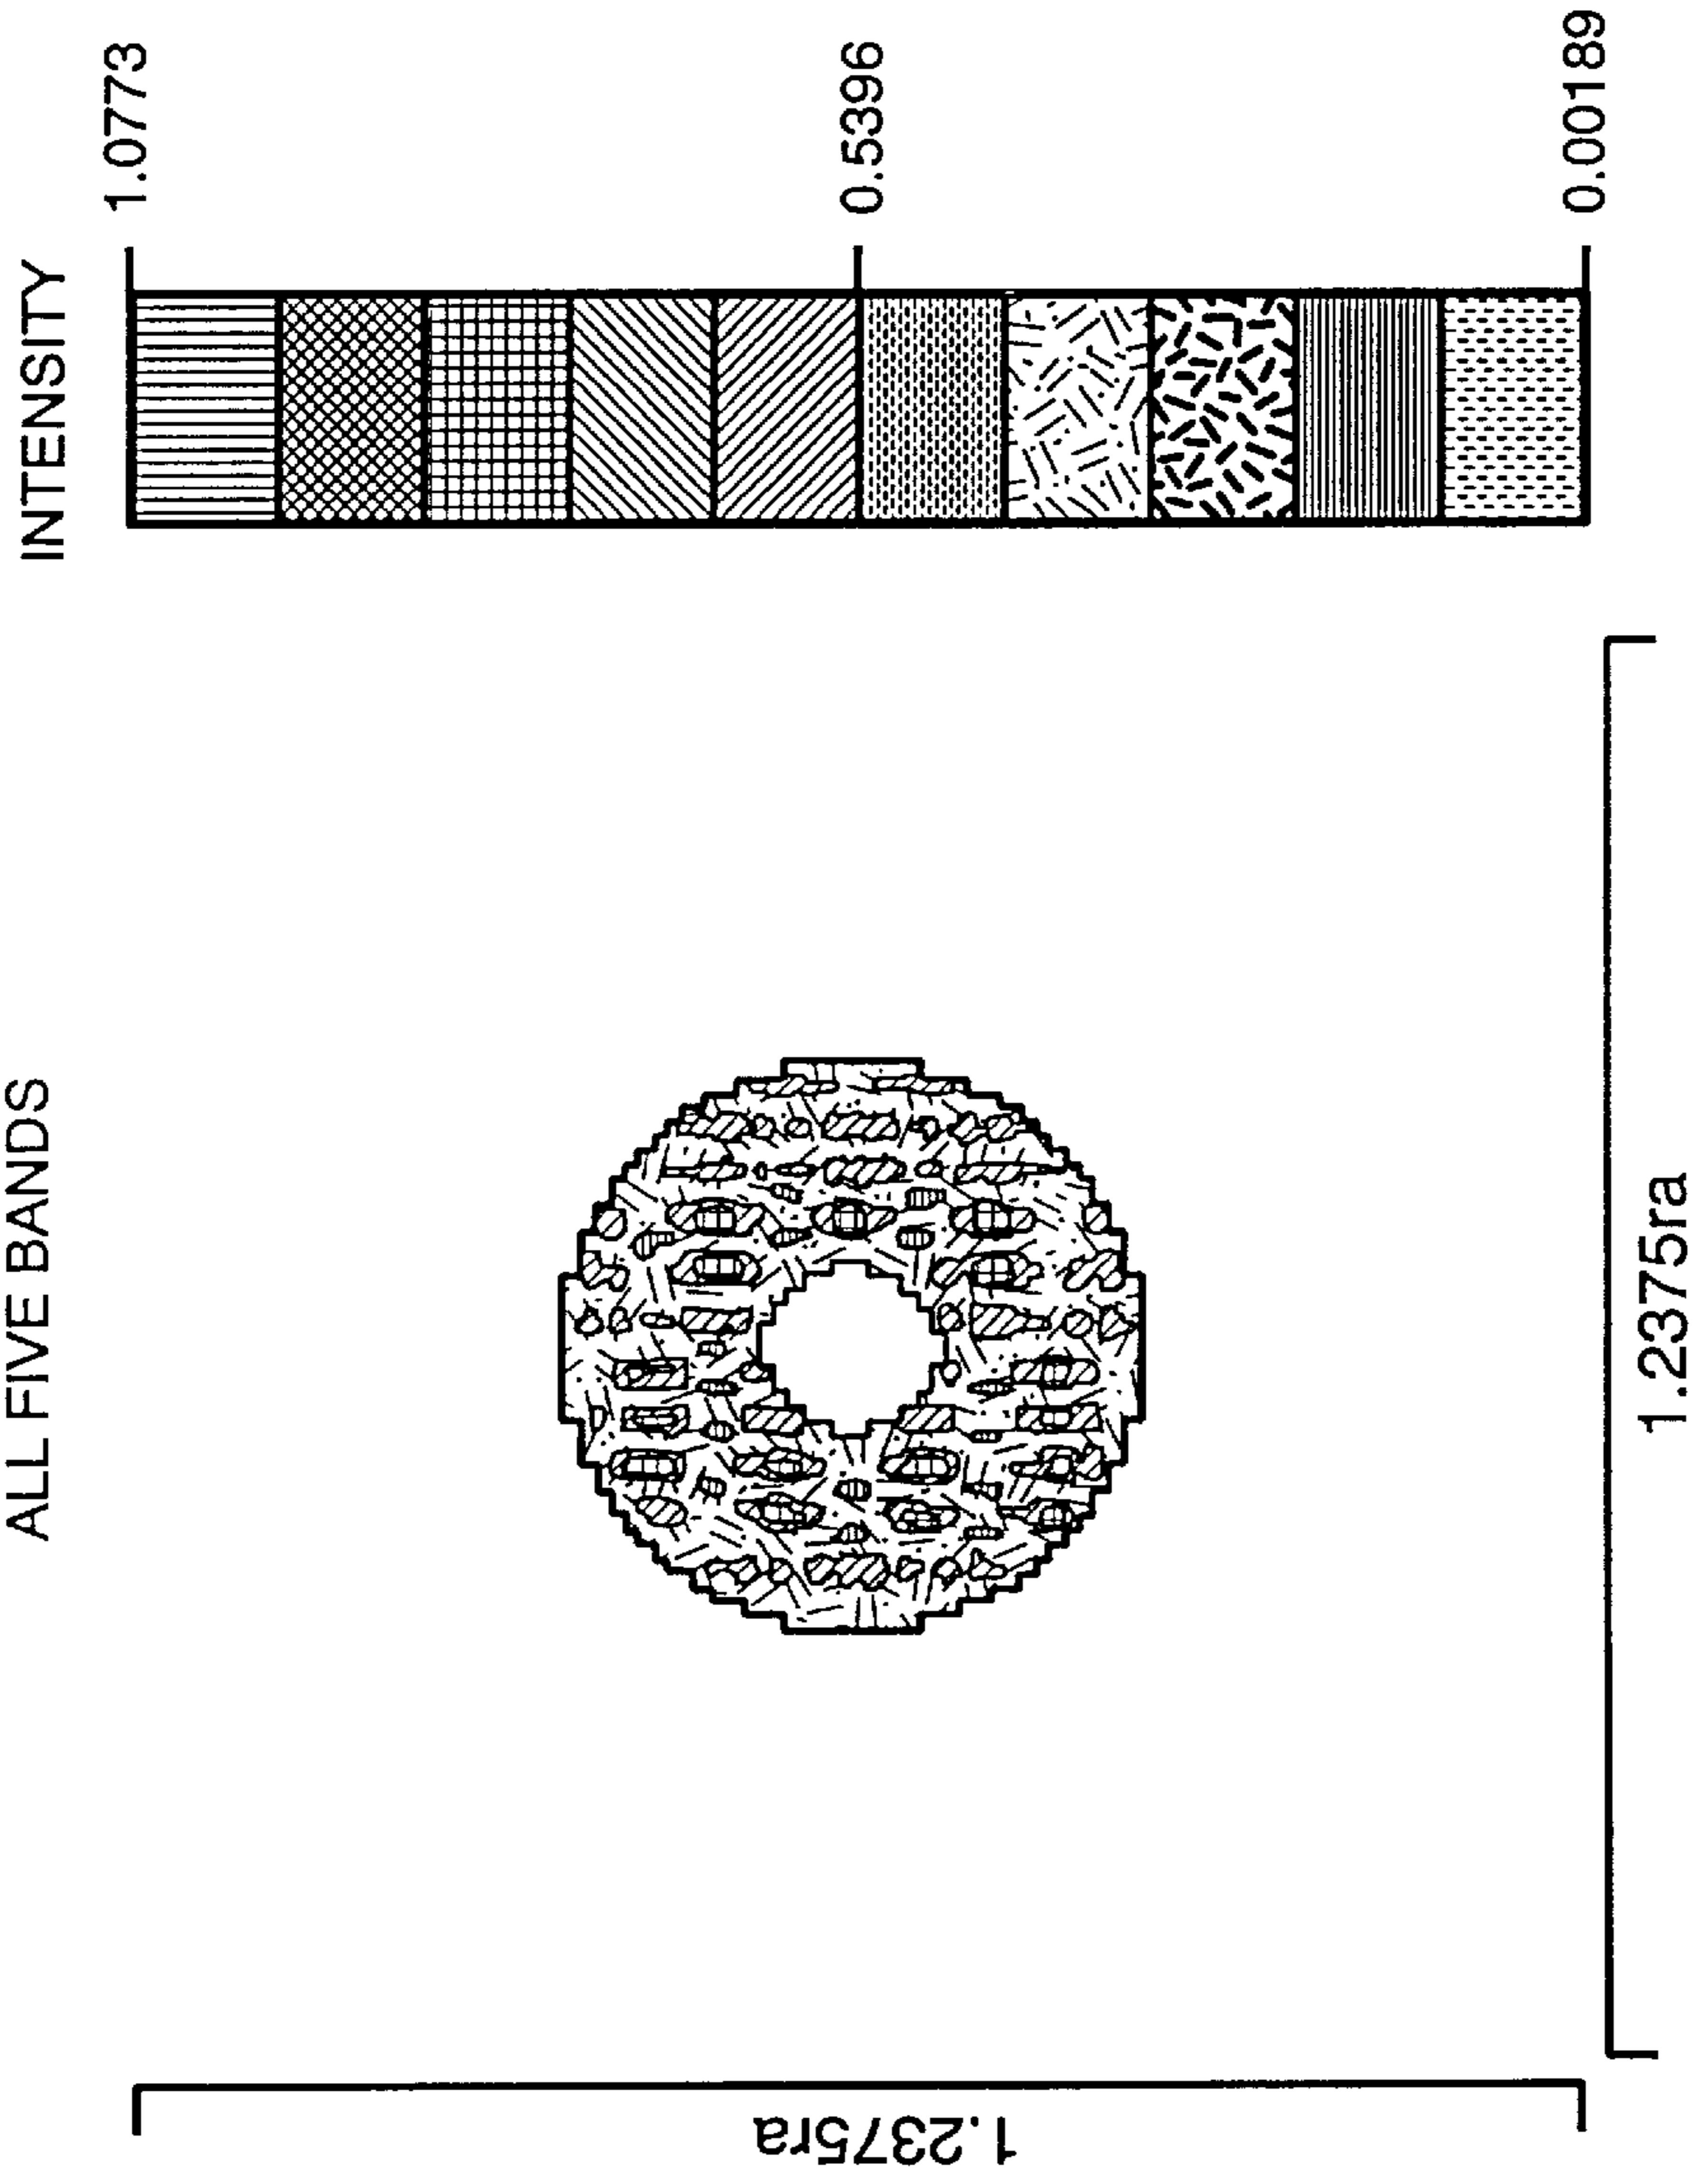 ALL FIVE BANDS
INTENSITY
1.0773
0.5396
0.00189
1.2375ra
1.2375ra